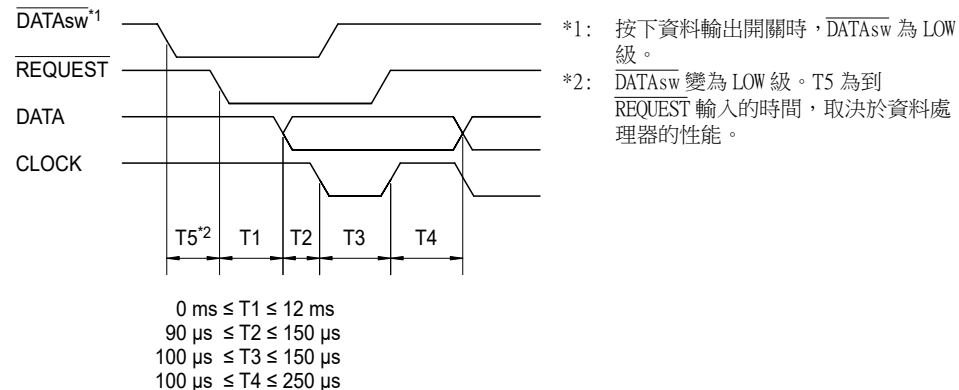 DATAsw*1
REQUEST
DATA
CLOCK
T5*2 T1 T2 T3 T4
0 ms ≤ T1 ≤ 12 ms
90 μs ≤ T2 ≤ 150 μs
100 μs ≤ T3 ≤ 150 μs
100 μs ≤ T4 ≤ 250 μs
*1: 按下資料輸出開關時，DATAsw 為 LOW
級。
*2: DATAsw 變為 LOW 級。T5 為到
REQUEST 輸入的時間，取決於資料處
理器的性能。